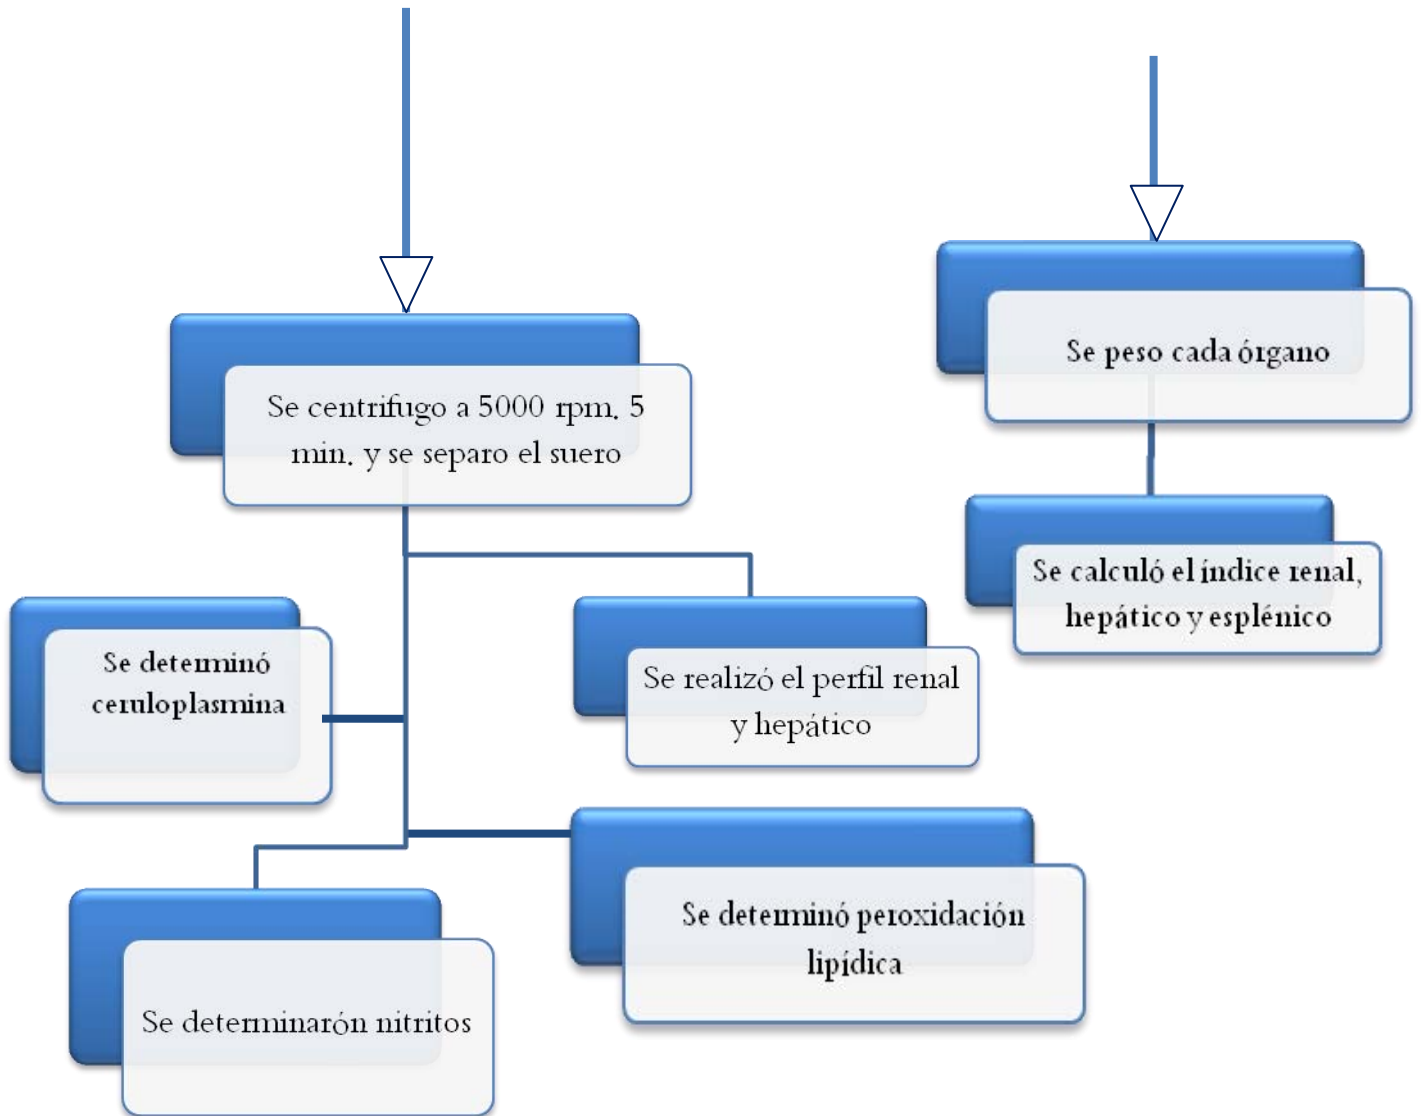 Se peso cada órgano
Se centrifugo a 5000 rpm. 5
min. y se separo el suero
Se calculó el índice renal,
hepático y esplénico
Se determinó
ceruloplasmina
Se realizó el perfil renal
y hepático
Se determinó peroxidación
lipídica
Se determinarón nitritos